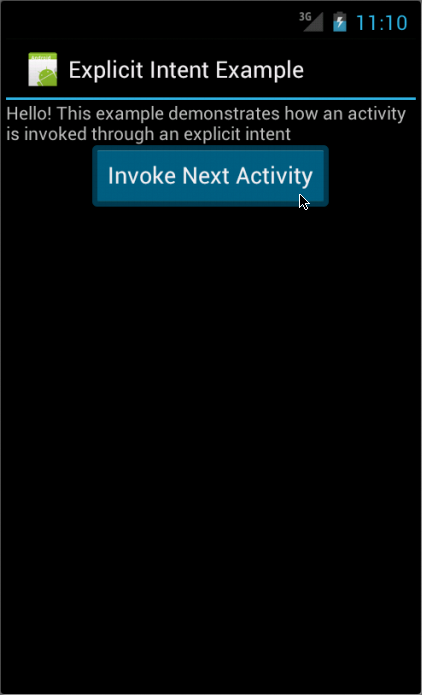 3G 11:10
Explicit Intent Example
Hello! This example demonstrates how an activity
is invoked through an explicit intent
Invoke Next Activity